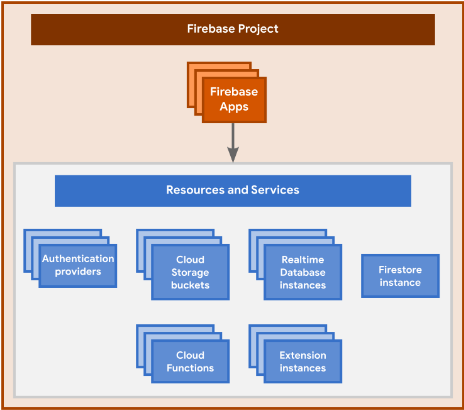 Firebase Project
Firebase
Apps
Resources and Services
Authentication
providers
Cloud
Storage
buckets
Realtime
Database
instances
Firestore
instance
Cloud
Functions
Extension
instances